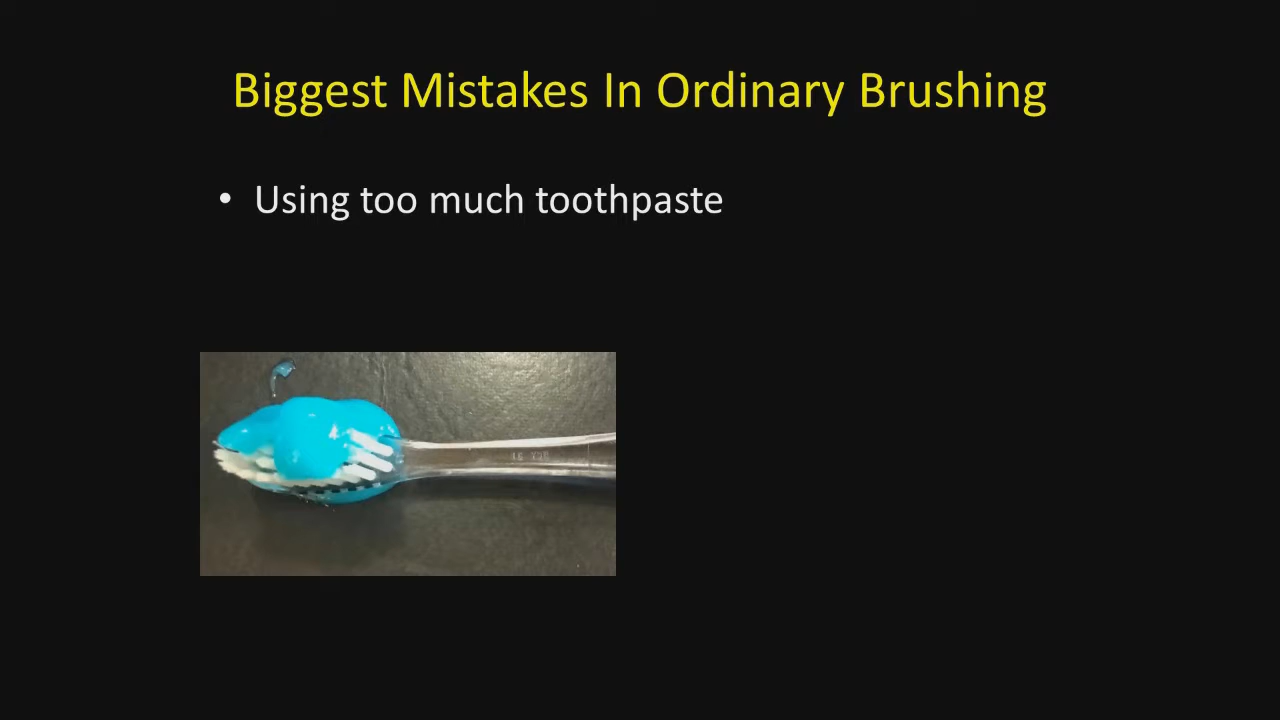 Biggest Mistakes In Ordinary Brushing
• Using too much toothpaste